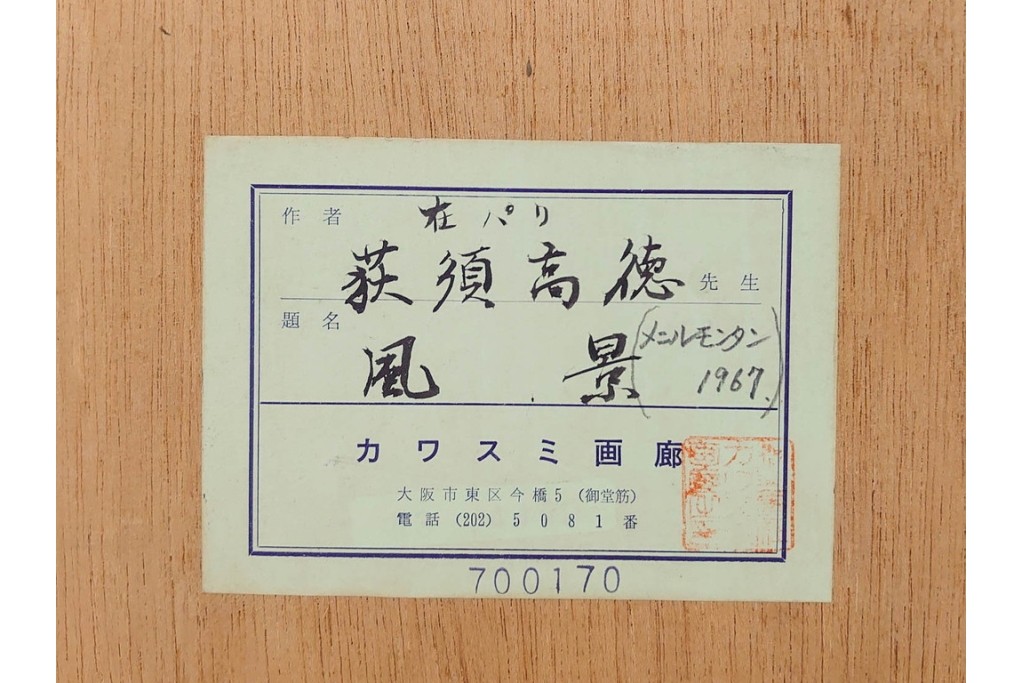 作者 在パリ
荻須高徳 先生
題名
風景 (メニルモンタン
1967.)
カワスミ画廊
大阪市東区今橋5 (御堂筋)
電話 (202) 5081番
700170